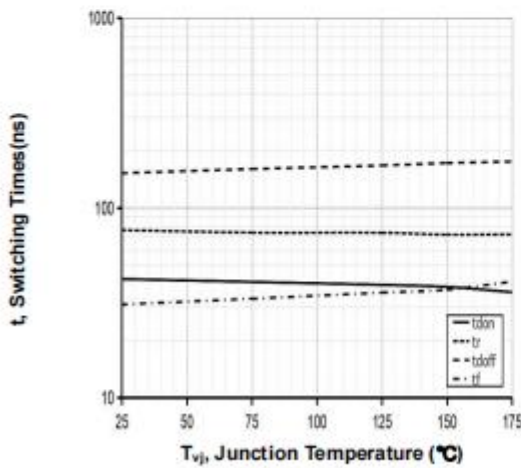 t, Switching Times(ns)
1000
100
10
25 50 75 100 125 150 175
Tvj, Junction Temperature (℃)
tdon
tr
tdoff
tf